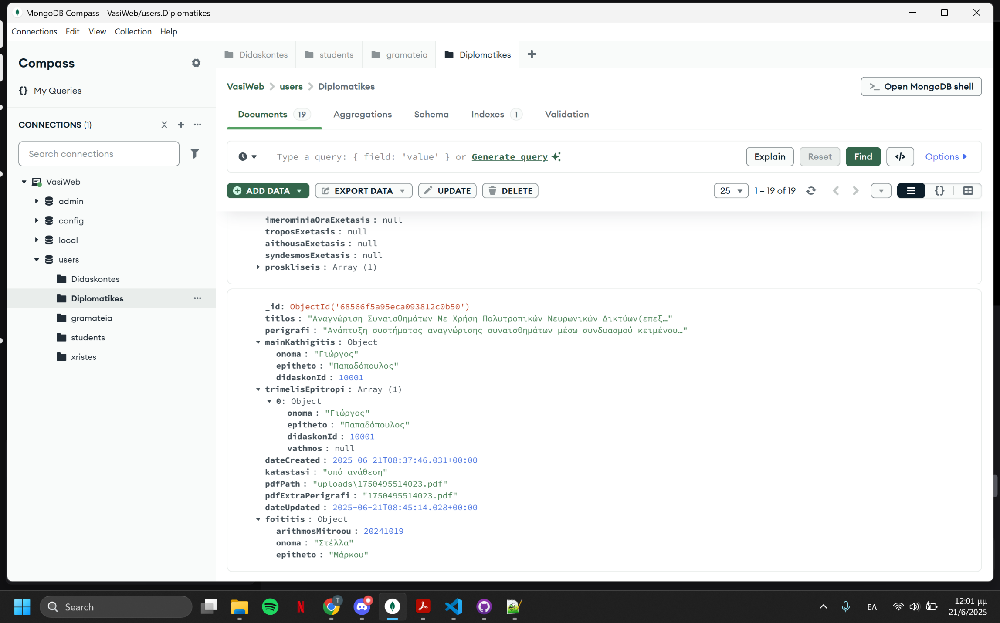 MongoDB Compass - VasiWeb/users.Diplomatikes
Connections Edit View Collection Help
Compass
My Queries
CONNECTIONS (1)
Search connections
VasiWeb
admin
config
local
users
Didaskontes
Diplomatikes
gramateia
students
xristes
Didaskontes students gramateia Diplomatikes
VasiWeb > users > Diplomatikes
>_ Open MongoDB shell
Documents 19 Aggregations Schema Indexes 1 Validation
Type a query: { field: 'value' } or Generate query
Explain Reset Find </> Options
ADD DATA EXPORT DATA UPDATE DELETE
25 1 – 19 of 19 {}
imerominiaOraExetasis : null
troposExetasis : null
aithousaExetasis : null
syndesmosExetasis : null
proskliseis : Array (1)
_id: ObjectId('68566f5a95eca093812c0b50')
titlos : "Αναγνώριση Συναισθημάτων Με Χρήση Πολυτροπικών Νευρωνικών Δικτύων(επεξ…"
perigrafi : "Ανάπτυξη συστήματος αναγνώρισης συναισθημάτων μέσω συνδυασμού κειμένου…"
mainKathigitis : Object
onoma : "Γιώργος"
epitheto : "Παπαδόπουλος"
didaskonId : 10001
trimelisEpitropi : Array (1)
0: Object
onoma : "Γιώργος"
epitheto : "Παπαδόπουλος"
didaskonId : 10001
vathmos : null
dateCreated : 2025-06-21T08:37:46.031+00:00
katastasi : "υπό ανάθεση"
pdfPath : "uploads\1750495514023.pdf"
pdfExtraPerigrafi : "1750495514023.pdf"
dateUpdated : 2025-06-21T08:45:14.028+00:00
foititis : Object
arithmosMitroou : 20241019
onoma : "Στέλλα"
epitheto : "Μάρκου"
Search
T
N
ΕΛ
12:01 μμ
21/6/2025